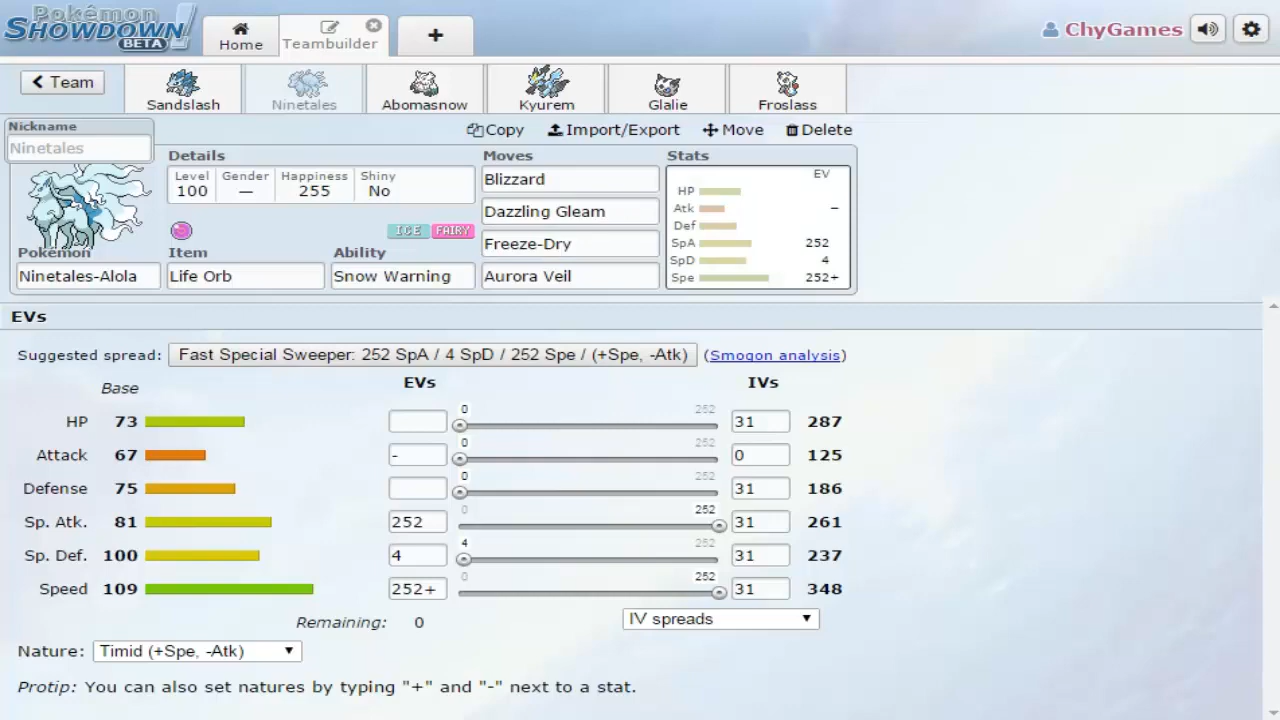 Pokémon
SHOWDOWN!
BETA
Home
Teambuilder
+
ChyGames
Team
Sandslash
Ninetales
Abomasnow
Kyurem
Glalie
Froslass
Nickname
Ninetales
Copy
Import/Export
Move
Delete
Details
Moves
Stats
Level
Gender
Happiness
Shiny
100
—
255
No
Blizzard
Dazzling Gleam
Freeze-Dry
Aurora Veil
EV
HP
Atk –
Def
SpA 252
SpD 4
Spe 252+
ICE FAIRY
Pokémon
Item
Ability
Ninetales-Alola
Life Orb
Snow Warning
EVs
Suggested spread: Fast Special Sweeper: 252 SpA / 4 SpD / 252 Spe / (+Spe, -Atk) (Smogon analysis)
Base EVs IVs
0 252
HP 73 31 287
0 252
Attack 67 - 0 125
0 252
Defense 75 31 186
0 252
Sp. Atk. 81 252 31 261
4 252
Sp. Def. 100 4 31 237
0 252
Speed 109 252+ 31 348
Remaining: 0
IV spreads
Nature: Timid (+Spe, -Atk)
Protip: You can also set natures by typing "+" and "-" next to a stat.